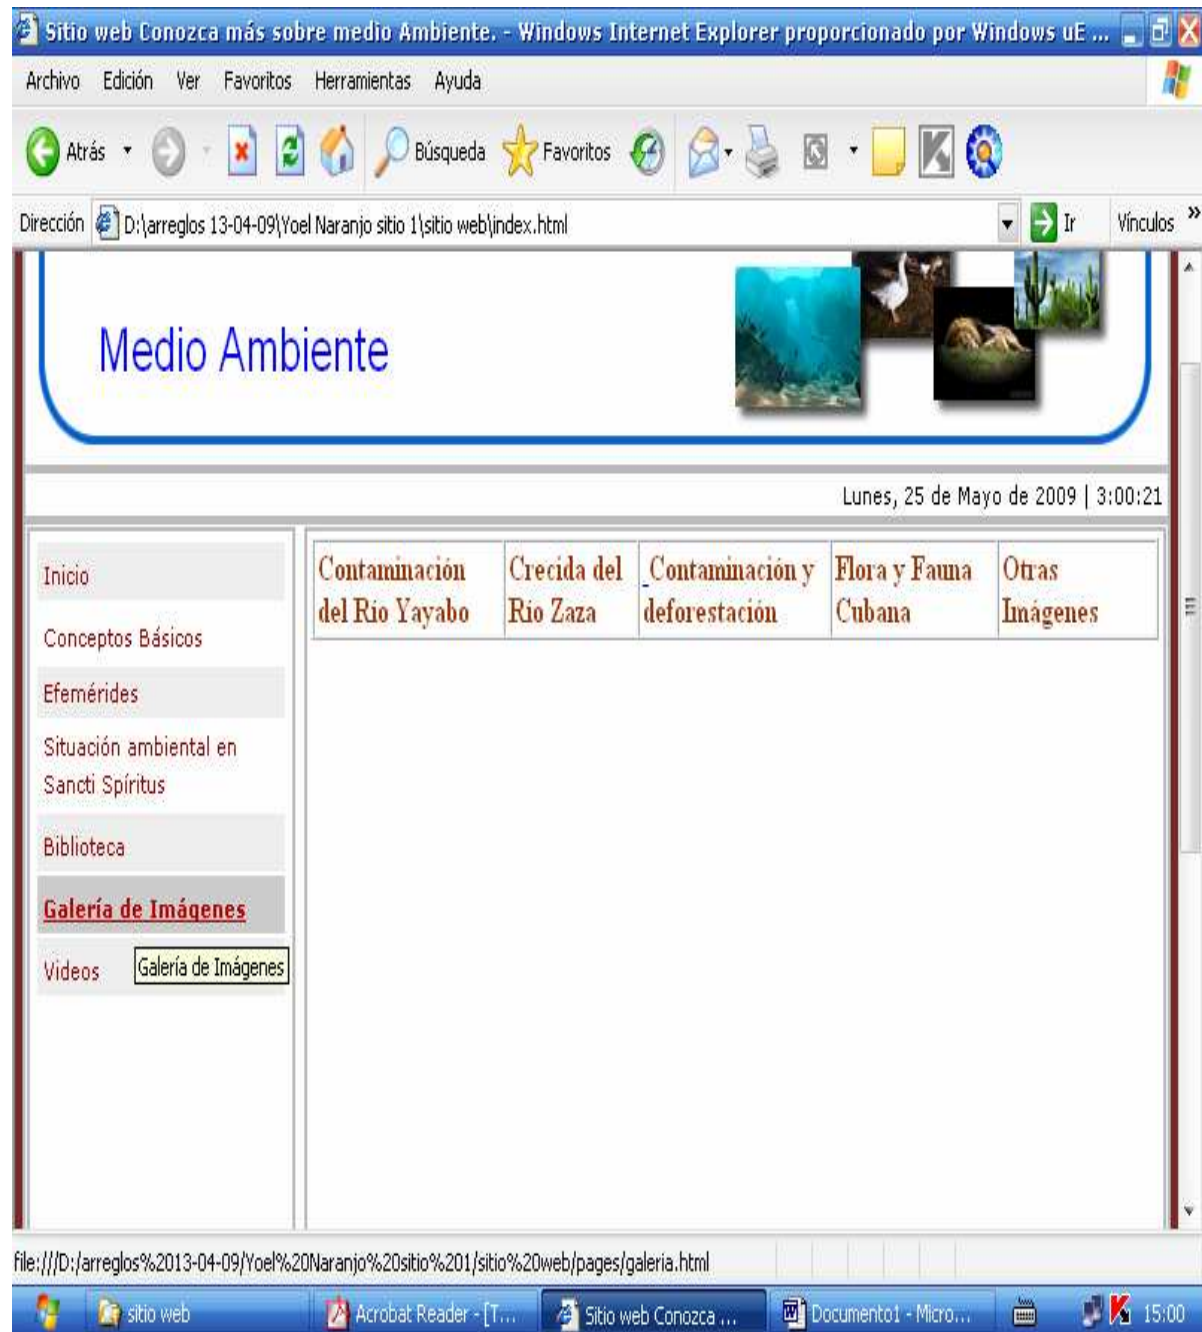 Sitio web Conozca más sobre medio Ambiente. - Windows Internet Explorer proporcionado por Windows uE ...
Archivo Edición Ver Favoritos Herramientas Ayuda
Atrás Búsqueda Favoritos
Dirección D:\arreglos 13-04-09\Yoel Naranjo sitio 1\sitio web\index.html Ir Vínculos »
Medio Ambiente
Lunes, 25 de Mayo de 2009 | 3:00:21
Inicio
Conceptos Básicos
Efemérides
Situación ambiental en
Sancti Spíritus
Biblioteca
Galería de Imágenes
Videos
Galería de Imágenes
Contaminación
del Río Yayabo
Crecida del
Río Zaza
Contaminación y
deforestación
Flora y Fauna
Cubana
Otras
Imágenes
file:///D:/arreglos%2013-04-09/Yoel%20Naranjo%20sitio%201/sitio%20web/pages/galeria.html
sitio web Acrobat Reader - [T... Sitio web Conozca ... Documento1 - Micro... 15:00